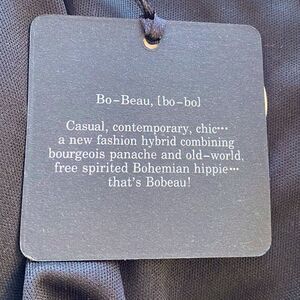 Bo-Beau, [bo-bo]
Casual, contemporary, chic···
a new fashion hybrid combining
bourgeois panache and old-world,
free spirited Bohemian hippie···
that's Bobeau!